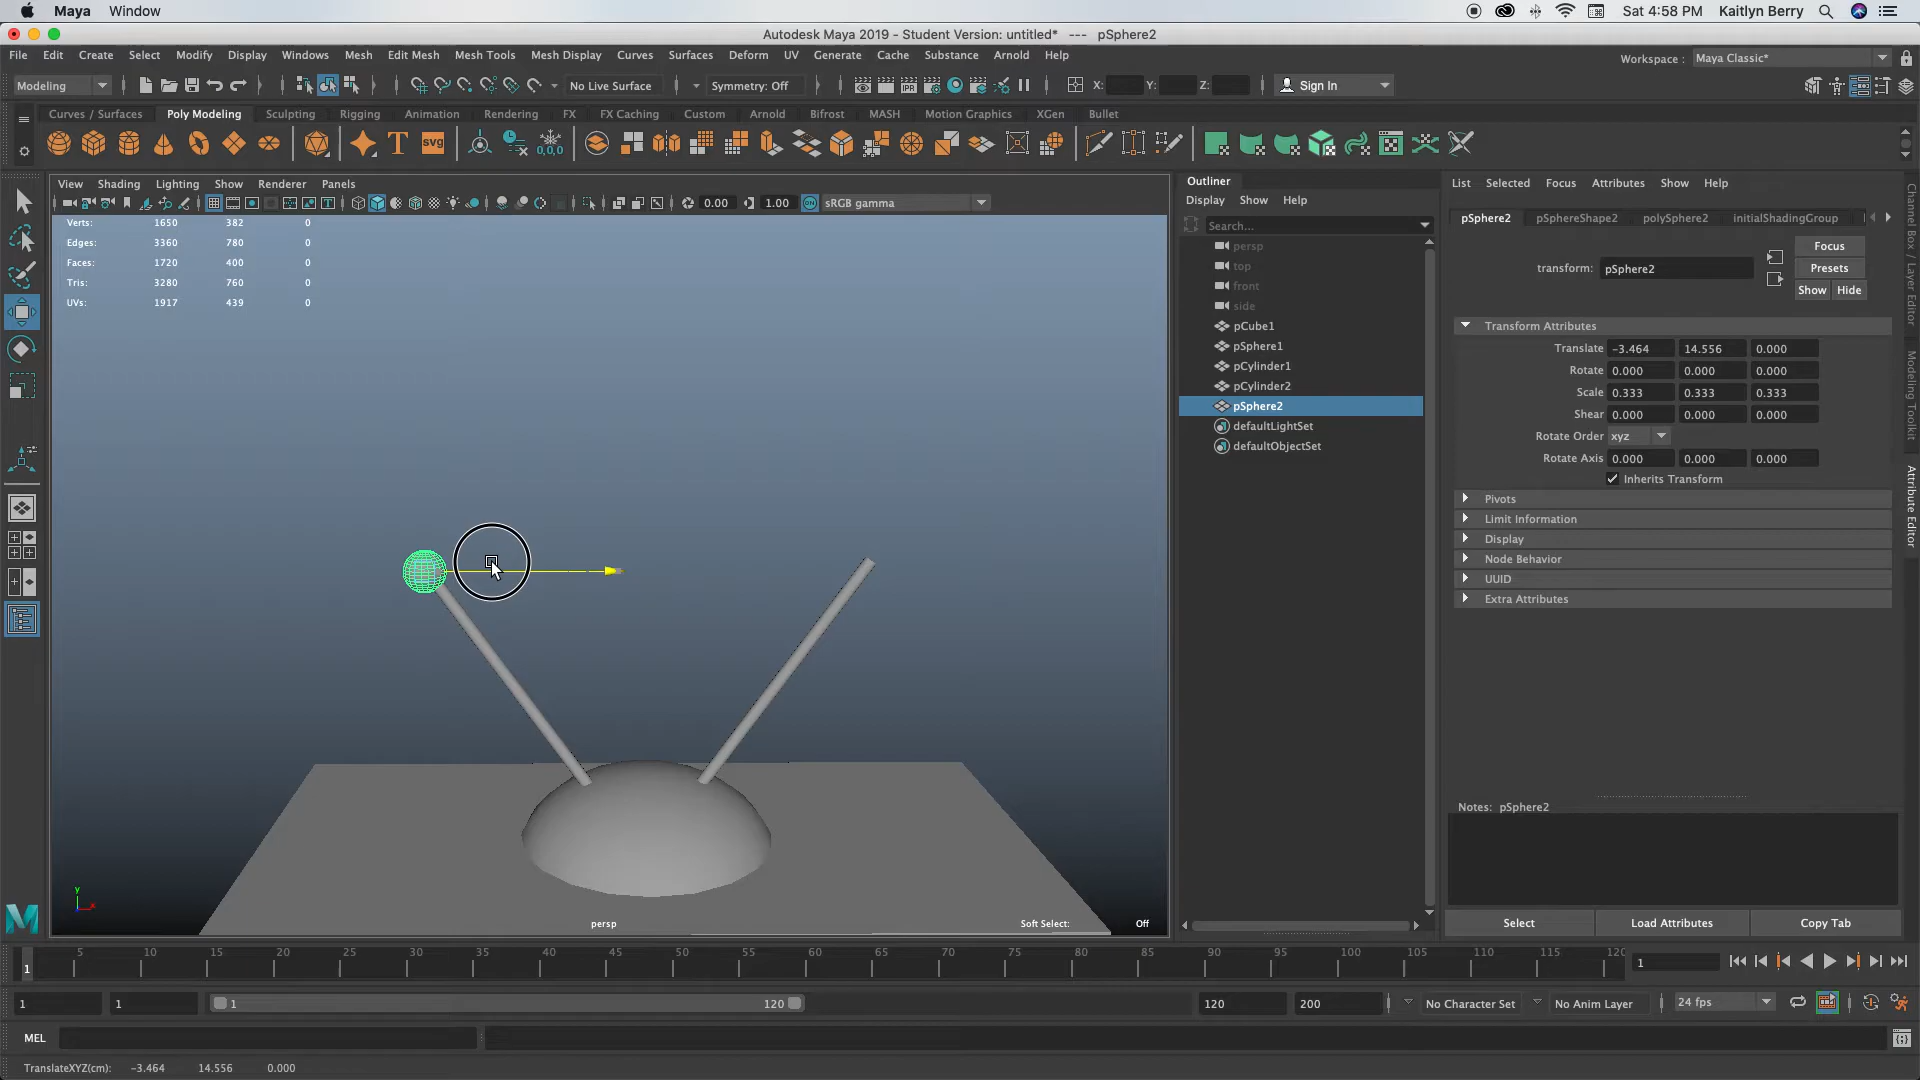 Maya Window Sat 4:58 PM Kaitlyn Berry
Autodesk Maya 2019 - Student Version: untitled* --- pSphere2
File Edit Create Select Modify Display Windows Mesh Edit Mesh Mesh Tools Mesh Display Curves Surfaces Deform UV Generate Cache Substance Arnold Help
Workspace : Maya Classic*
Modeling No Live Surface Symmetry: Off IPR X: Y: Z: Sign In
Curves / Surfaces Poly Modeling Sculpting Rigging Animation Rendering FX FX Caching Custom Arnold Bifrost MASH Motion Graphics XGen Bullet
T SVG 0,0,0
View Shading Lighting Show Renderer Panels
0.00 1.00 ON sRGB gamma
Verts: 1650 382 0
Edges: 3360 780 0
Faces: 1720 400 0
Tris: 3280 760 0
UVs: 1917 439 0
y
x
persp
Soft Select: Off
Outliner
Display Show Help
Search...
persp
top
front
side
pCube1
pSphere1
pCylinder1
pCylinder2
pSphere2
defaultLightSet
defaultObjectSet
List Selected Focus Attributes Show Help
pSphere2 pSphereShape2 polySphere2 initialShadingGroup
transform: pSphere2
Focus
Presets
Show Hide
Transform Attributes
Translate -3.464 14.556 0.000
Rotate 0.000 0.000 0.000
Scale 0.333 0.333 0.333
Shear 0.000 0.000 0.000
Rotate Order xyz
Rotate Axis 0.000 0.000 0.000
Inherits Transform
Pivots
Limit Information
Display
Node Behavior
UUID
Extra Attributes
Notes: pSphere2
Select Load Attributes Copy Tab
Channel Box / Layer Editor
Modeling Toolkit
Attribute Editor
1 5 10 15 20 25 30 35 40 45 50 55 60 65 70 75 80 85 90 95 100 105 110 115 120 1
1 1 1 120 120 200 No Character Set No Anim Layer 24 fps
MEL
TranslateXYZ(cm): -3.464 14.556 0.000